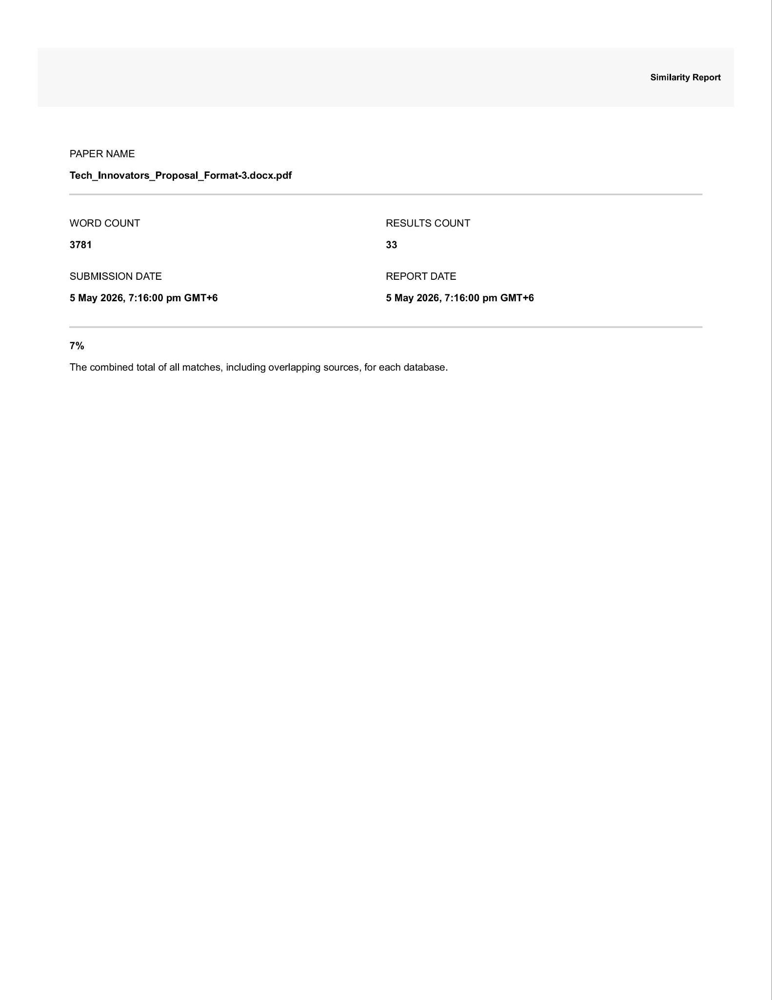 Similarity Report
PAPER NAME
Tech_Innovators_Proposal_Format-3.docx.pdf
WORD COUNT
3781
RESULTS COUNT
33
SUBMISSION DATE
5 May 2026, 7:16:00 pm GMT+6
REPORT DATE
5 May 2026, 7:16:00 pm GMT+6
7%
The combined total of all matches, including overlapping sources, for each database.